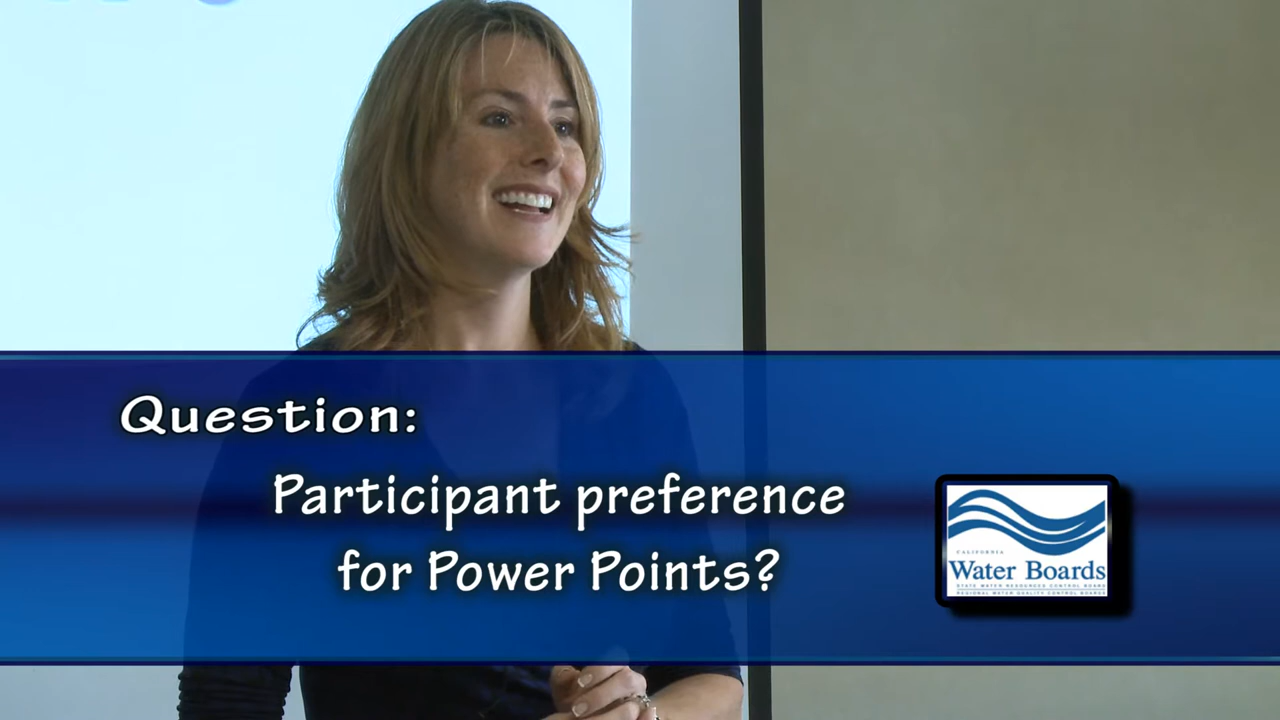 Question:
Participant preference
for Power Points?
CALIFORNIA
Water Boards
STATE WATER RESOURCES CONTROL BOARD
REGIONAL WATER QUALITY CONTROL BOARDS